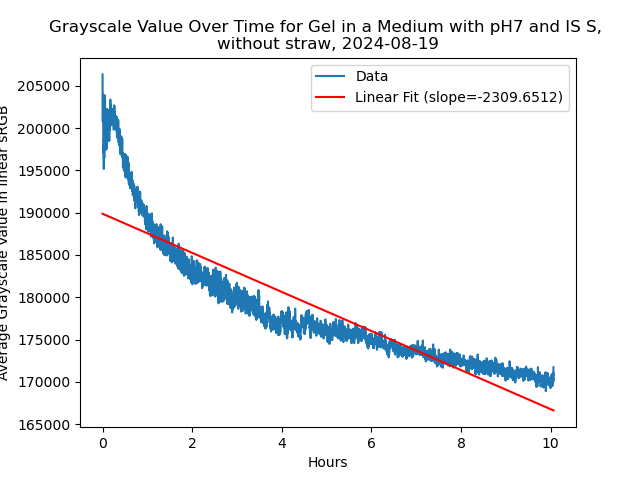 Grayscale Value Over Time for Gel in a Medium with pH7 and IS S,
without straw, 2024-08-19
Data
Linear Fit (slope=-2309.6512)
Average Grayscale Value in linear sRGB
205000
200000
195000
190000
185000
180000
175000
170000
165000
0 2 4 6 8 10
Hours